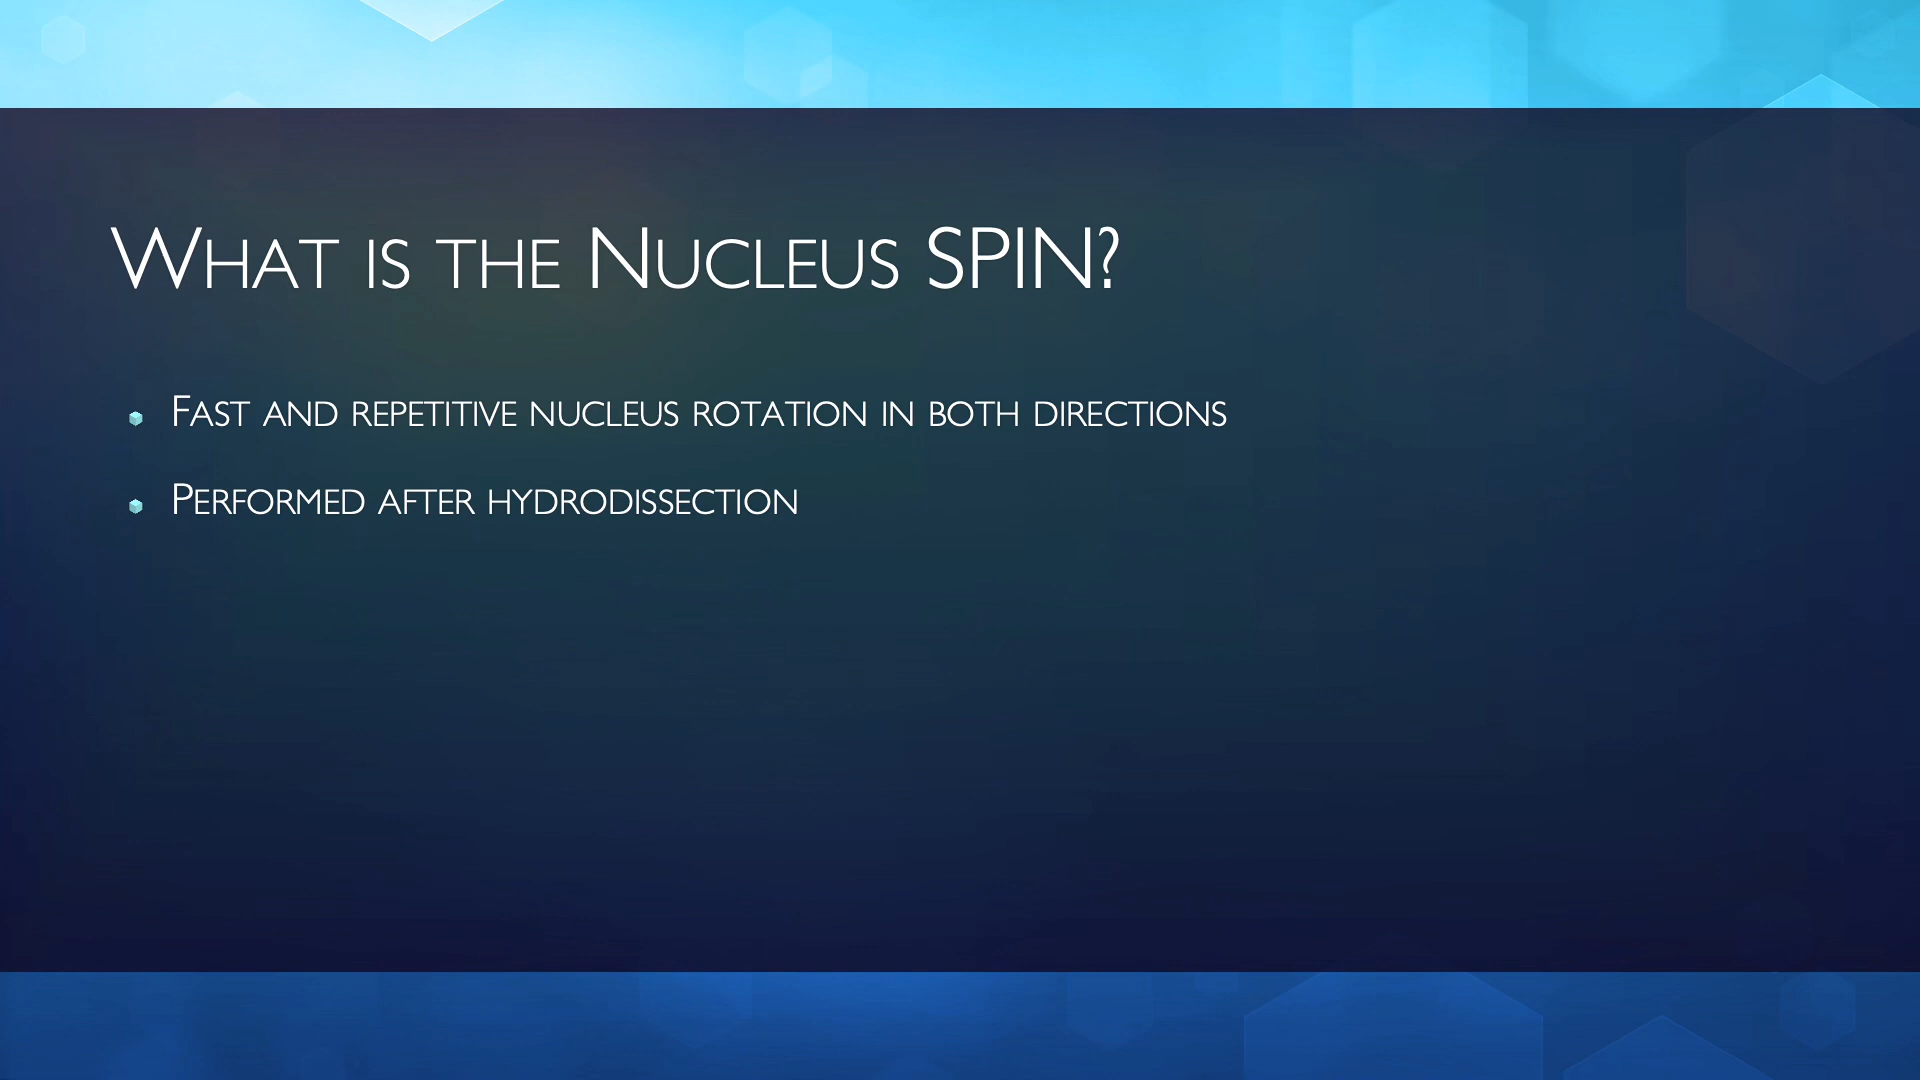 What is the Nucleus SPIN?
Fast and repetitive nucleus rotation in both directions
Performed after hydrodissection